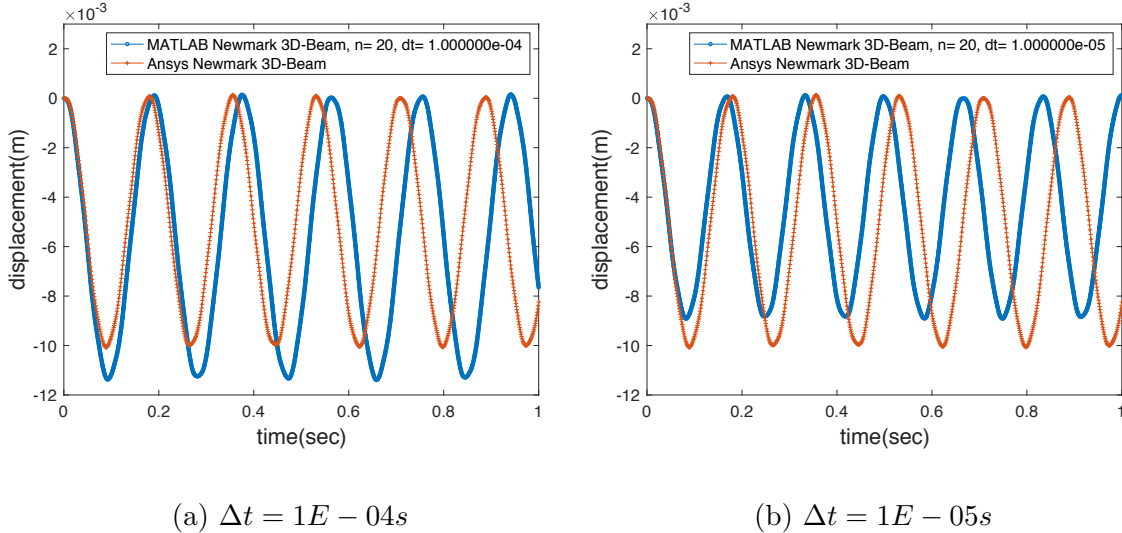 ×10⁻³
MATLAB Newmark 3D-Beam, n= 20, dt= 1.000000e-04
Ansys Newmark 3D-Beam
2
0
-2
-4
-6
-8
-10
-12
displacement(m)
0 0.2 0.4 0.6 0.8 1
time(sec)
(a) Δt = 1E − 04s
×10⁻³
MATLAB Newmark 3D-Beam, n= 20, dt= 1.000000e-05
Ansys Newmark 3D-Beam
2
0
-2
-4
-6
-8
-10
-12
displacement(m)
0 0.2 0.4 0.6 0.8 1
time(sec)
(b) Δt = 1E − 05s